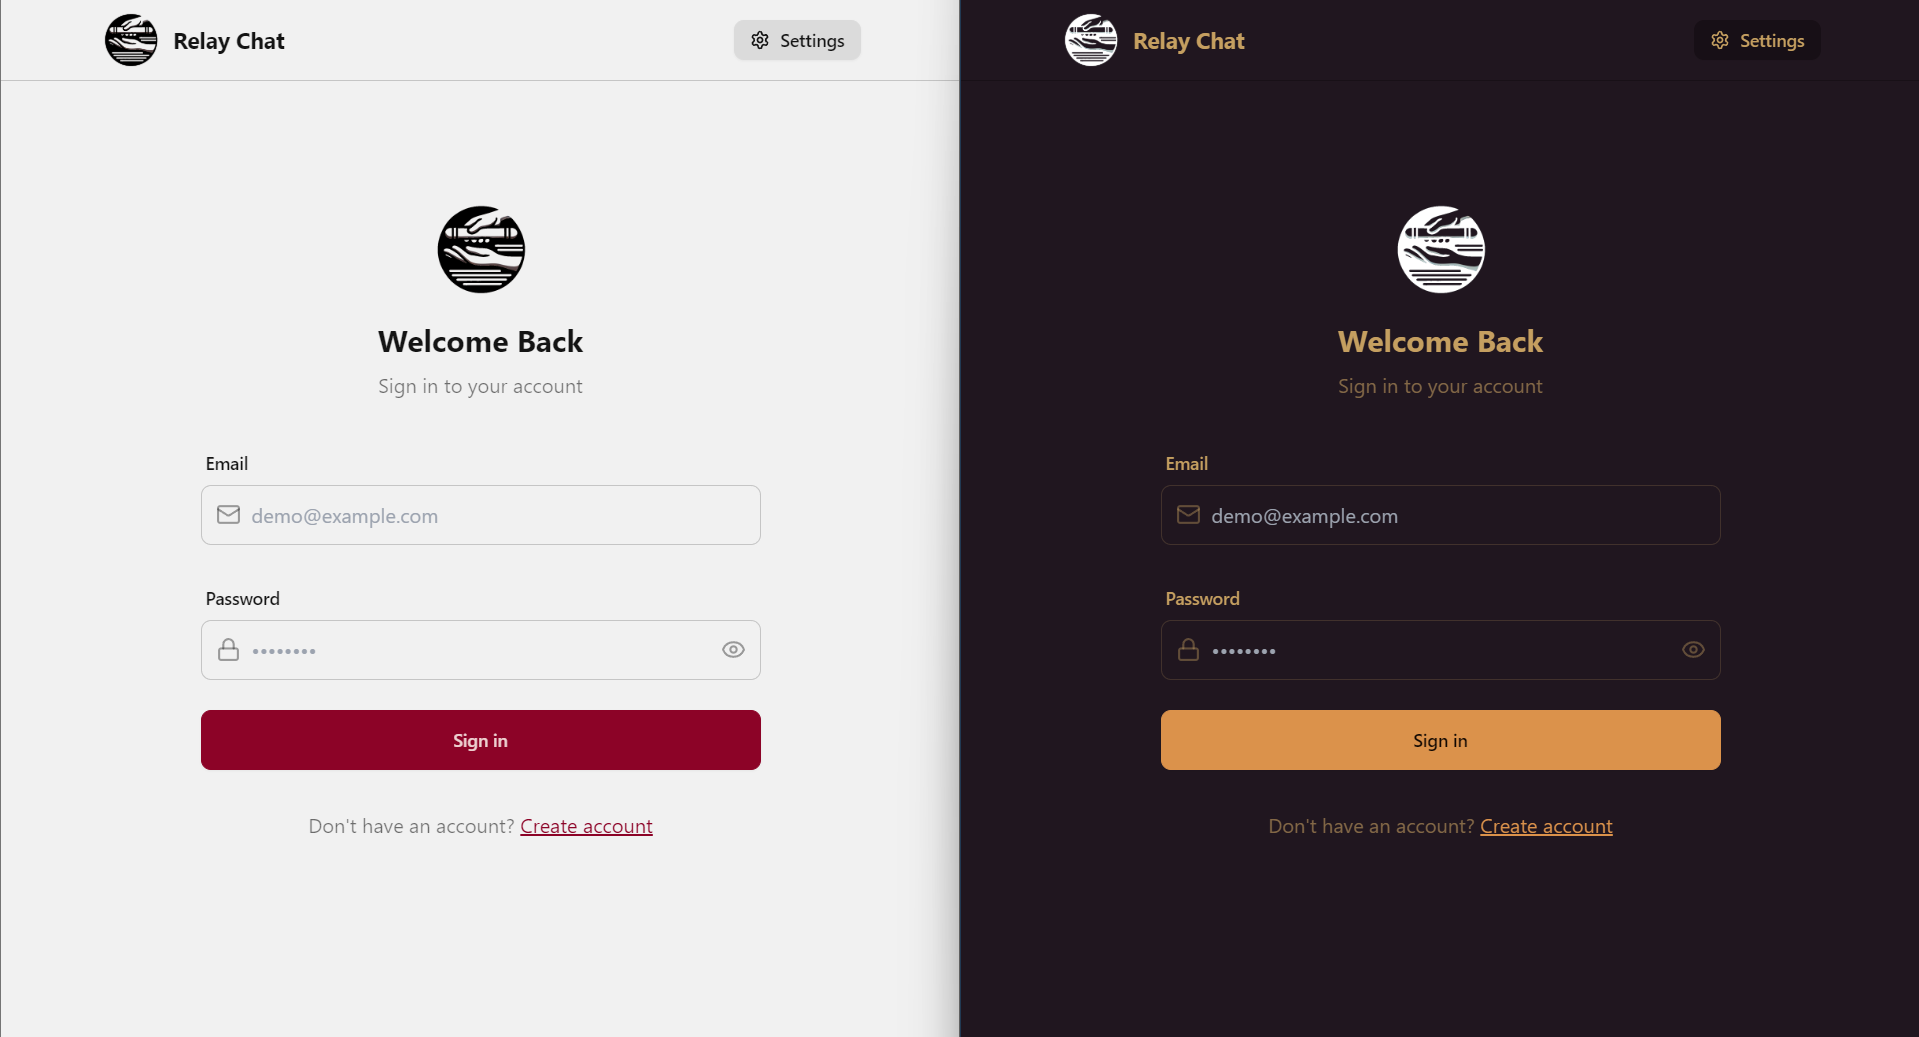 Relay Chat
Settings
Welcome Back
Sign in to your account
Email
demo@example.com
Password
••••••••
Sign in
Don't have an account? Create account
Relay Chat
Settings
Welcome Back
Sign in to your account
Email
demo@example.com
Password
••••••••
Sign in
Don't have an account? Create account